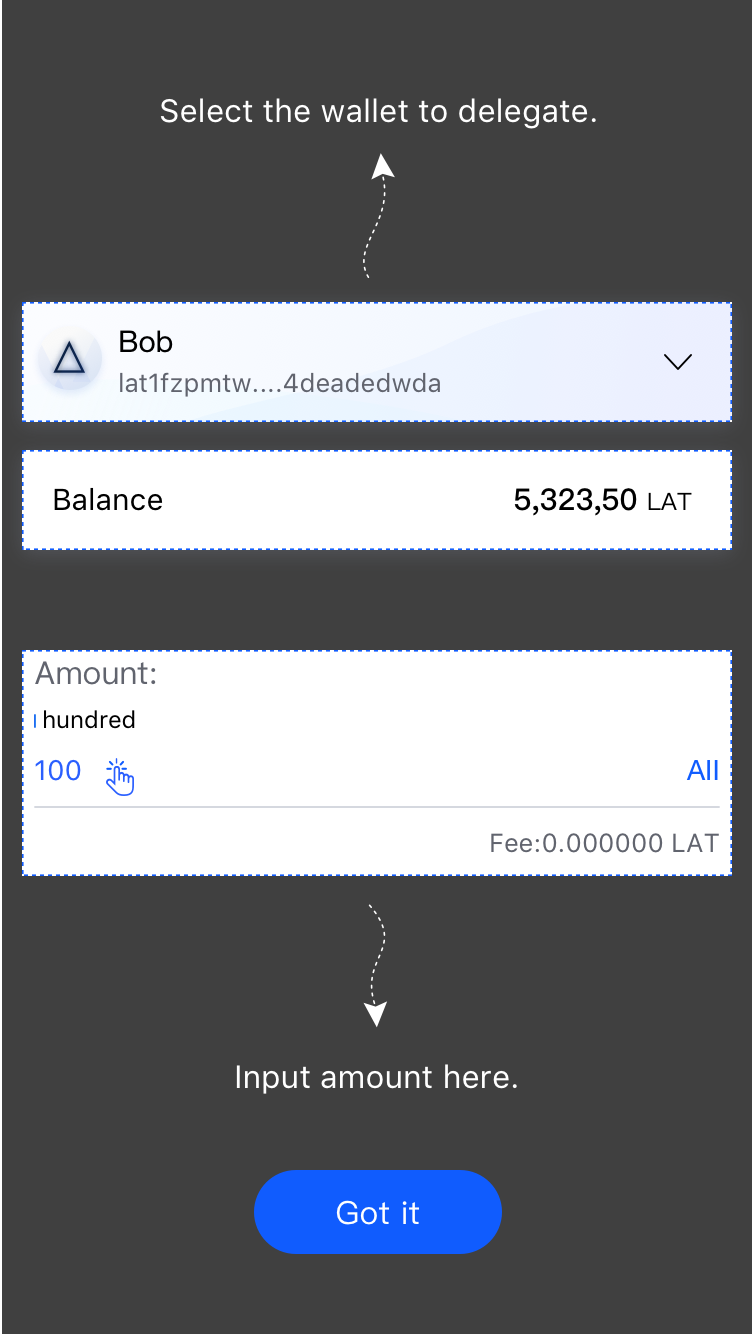 Select the wallet to delegate.
Bob
lat1fzpmtw....4deadedwda
Balance 5,323,50 LAT
Amount:
hundred
100 All
Fee:0.000000 LAT
Input amount here.
Got it